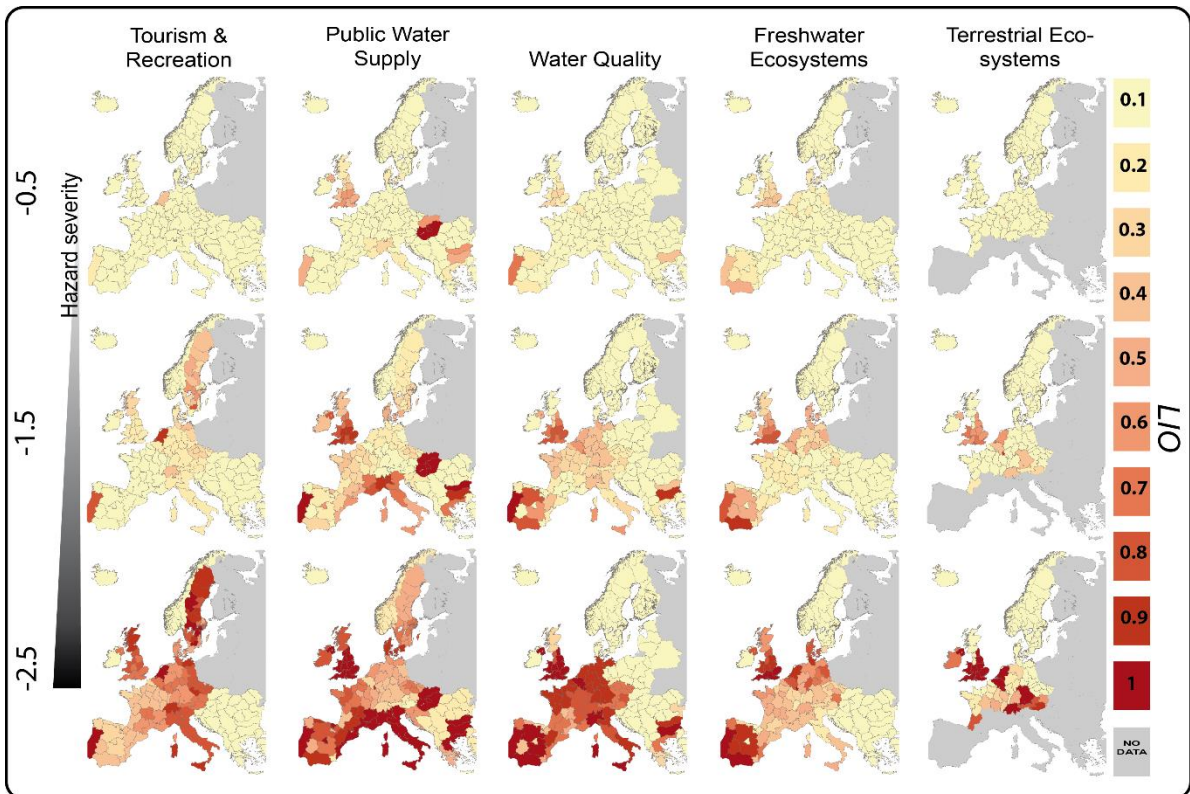 Tourism &
Recreation
Public Water
Supply
Water Quality
Freshwater
Ecosystems
Terrestrial Eco-
systems
-0.5
-1.5
-2.5
Hazard severity
0.1
0.2
0.3
0.4
0.5
0.6
0.7
0.8
0.9
1
NO
DATA
LIO